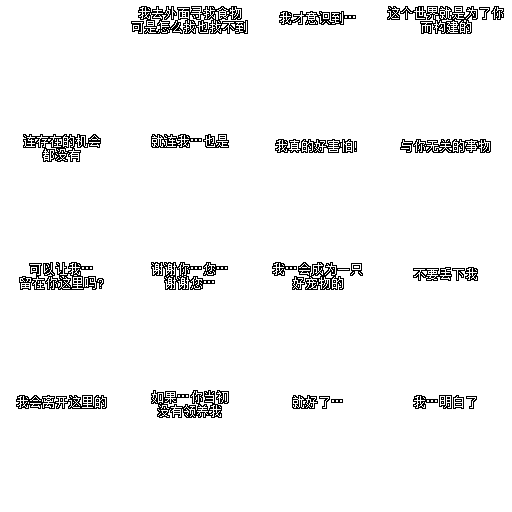 我去外面寻找食物
可是怎么我也找不到
我才意识到…
这个世界就是为了你
而构建的
连存在的机会
都没有
就连我…也是
我真的好害怕!
与你无关的事物
可以让我…
留在你这里吗?
谢谢你…您…
谢谢您…
我…会成为一只
好宠物的
不要丢下我
我会离开这里的
如果…你当初
没有领养我
就好了…
我…明白了